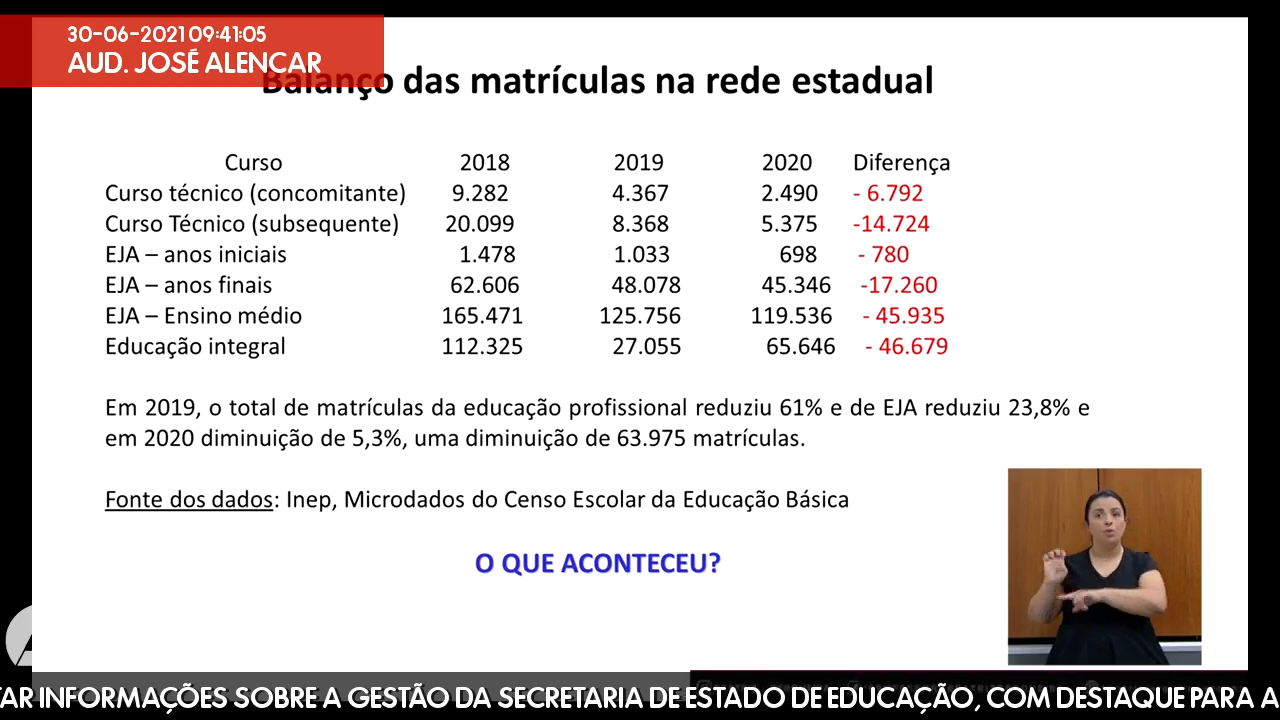 30-06-2021 09:41:05
AUD. JOSÉ ALENCAR
Balanço das matrículas na rede estadual
Curso 2018 2019 2020 Diferença
Curso técnico (concomitante) 9.282 4.367 2.490 - 6.792
Curso Técnico (subsequente) 20.099 8.368 5.375 -14.724
EJA – anos iniciais 1.478 1.033 698 - 780
EJA – anos finais 62.606 48.078 45.346 -17.260
EJA – Ensino médio 165.471 125.756 119.536 - 45.935
Educação integral 112.325 27.055 65.646 - 46.679
Em 2019, o total de matrículas da educação profissional reduziu 61% e de EJA reduziu 23,8% e
em 2020 diminuição de 5,3%, uma diminuição de 63.975 matrículas.
Fonte dos dados: Inep, Microdados do Censo Escolar da Educação Básica
O QUE ACONTECEU?
TAR INFORMAÇÕES SOBRE A GESTÃO DA SECRETARIA DE ESTADO DE EDUCAÇÃO, COM DESTAQUE PARA A